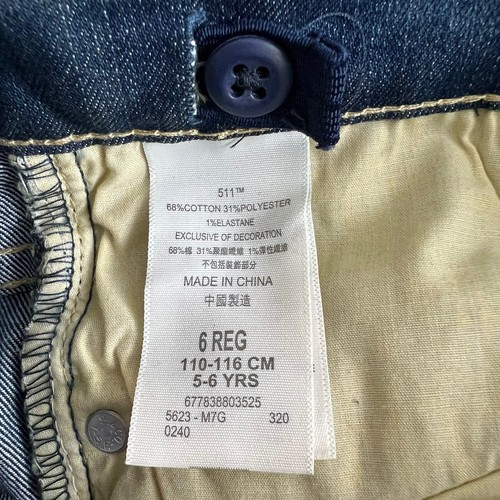 511™
68%COTTON 31%POLYESTER
1%ELASTANE
EXCLUSIVE OF DECORATION
68%棉 31%聚酯纖維 1%彈性纖維
不包括裝飾部分
MADE IN CHINA
中國製造
6 REG
110-116 CM
5-6 YRS
677838803525
5623 - M7G 320
0240